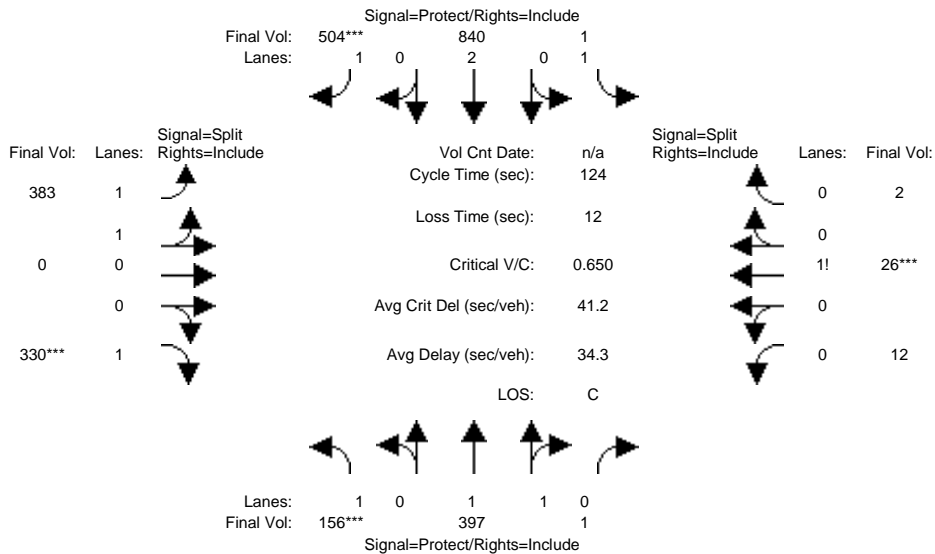 Signal=Protect/Rights=Include
Final Vol: 504*** 840 1
Lanes: 1 0 2 0 1
Signal=Split
Final Vol: Lanes: Rights=Include
Vol Cnt Date: n/a
Signal=Split
Rights=Include Lanes: Final Vol:
Cycle Time (sec): 124
383 1
0 2
Loss Time (sec): 12
1
0
0 0
Critical V/C: 0.650
1! 26***
0
Avg Crit Del (sec/veh): 41.2
0
330*** 1
Avg Delay (sec/veh): 34.3
0 12
LOS: C
Lanes: 1 0 1 1 0
Final Vol: 156*** 397 1
Signal=Protect/Rights=Include